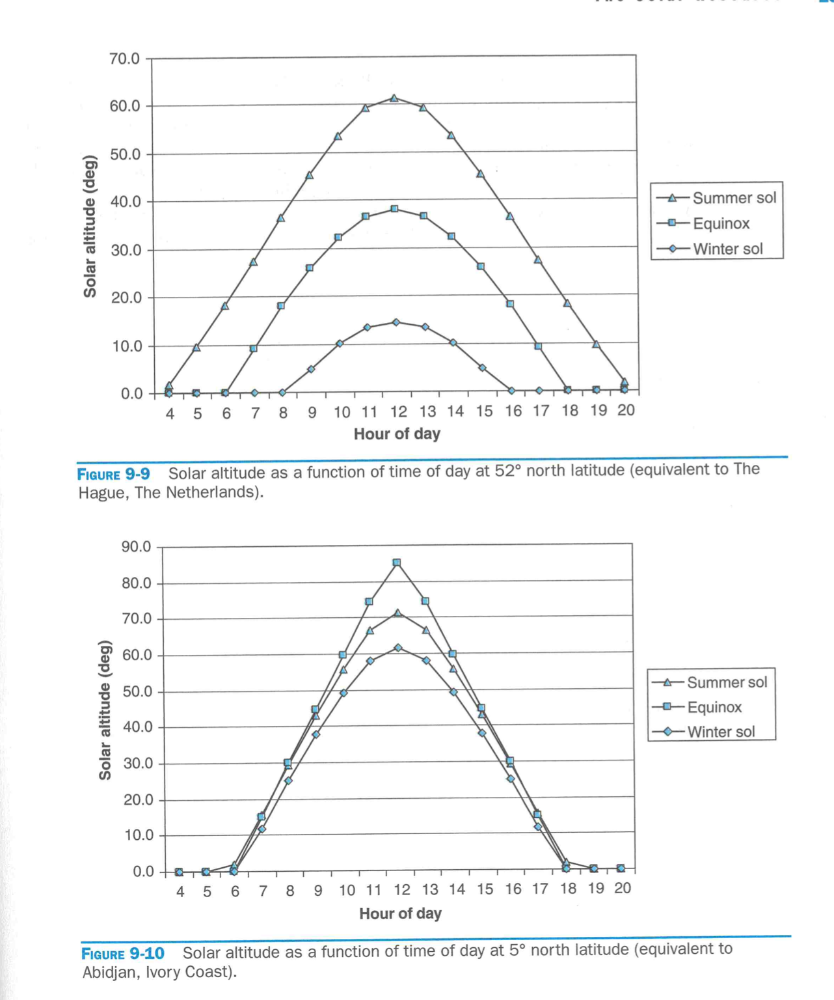 70.0
60.0
50.0
40.0
30.0
20.0
10.0
0.0
Solar altitude (deg)
4 5 6 7 8 9 10 11 12 13 14 15 16 17 18 19 20
Hour of day
Summer sol
Equinox
Winter sol
FIGURE 9-9 Solar altitude as a function of time of day at 52° north latitude (equivalent to The
Hague, The Netherlands).
90.0
80.0
70.0
60.0
50.0
40.0
30.0
20.0
10.0
0.0
Solar altitude (deg)
4 5 6 7 8 9 10 11 12 13 14 15 16 17 18 19 20
Hour of day
Summer sol
Equinox
Winter sol
FIGURE 9-10 Solar altitude as a function of time of day at 5° north latitude (equivalent to
Abidjan, Ivory Coast).